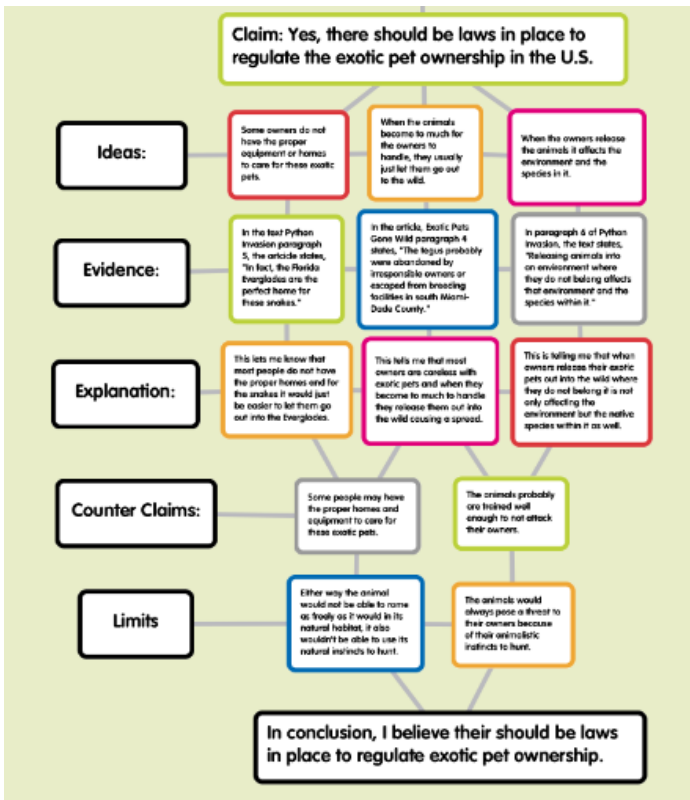 Claim: Yes, there should be laws in place to
regulate the exotic pet ownership in the U.S.
Ideas:
Some owners do not
have the proper
equipment or homes
to care for these exotic
pets.
When the animals
become to much for
the owners to
handle, they usually
just let them go out
to the wild.
When the owners release
the animals it affects the
environment and the
species in it.
Evidence:
In the text Python
Invasion paragraph
5, the articile states,
"In fact, the Florida
Everglades are the
perfect home for
these snakes."
In the article, Exotic Pets
Gone Wild paragraph 4
states, "The tegus probably
were abandoned by
irresponsible owners or
escaped from breeding
facilities in south Miami-
Dade County."
In paragraph 6 of Python
Invasion, the text states,
"Releasing animals into
an environment where
they do not belong affects
that environment and the
species within it."
Explanation:
This lets me know that
most people do not have
the proper homes and for
the snakes it would just
be easier to let them go
out into the Everglades.
This tells me that most
owners are careless with
exotic pets and when they
become to much to handle
they release them out into
the wild causing a spread.
This is telling me that when
owners release their exotic
pets out into the wild where
they do not belong it is not
only affecting the
environment but the native
species within it as well.
Counter Claims:
Some people may have
the proper homes and
equipment to care for
these exotic pets.
The animals probably
are trained well
enough to not attack
their owners.
Limits
Either way the animal
would not be able to rome
as freely as it would in its
natural habitat, it also
wouldn't be able to use its
natural instincts to hunt.
The animals would
always pose a threat to
their owners because
of their animalistic
instincts to hunt.
In conclusion, I believe their should be laws
in place to regulate exotic pet ownership.